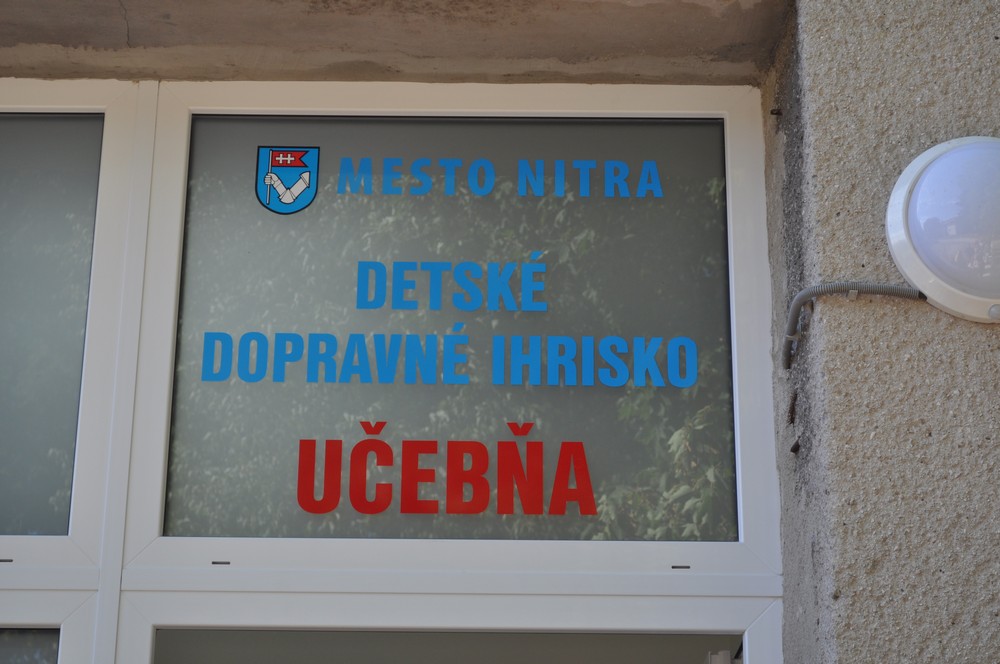 MESTO NITRA
DETSKÉ
DOPRAVNÉ IHRISKO
UČEBŇA